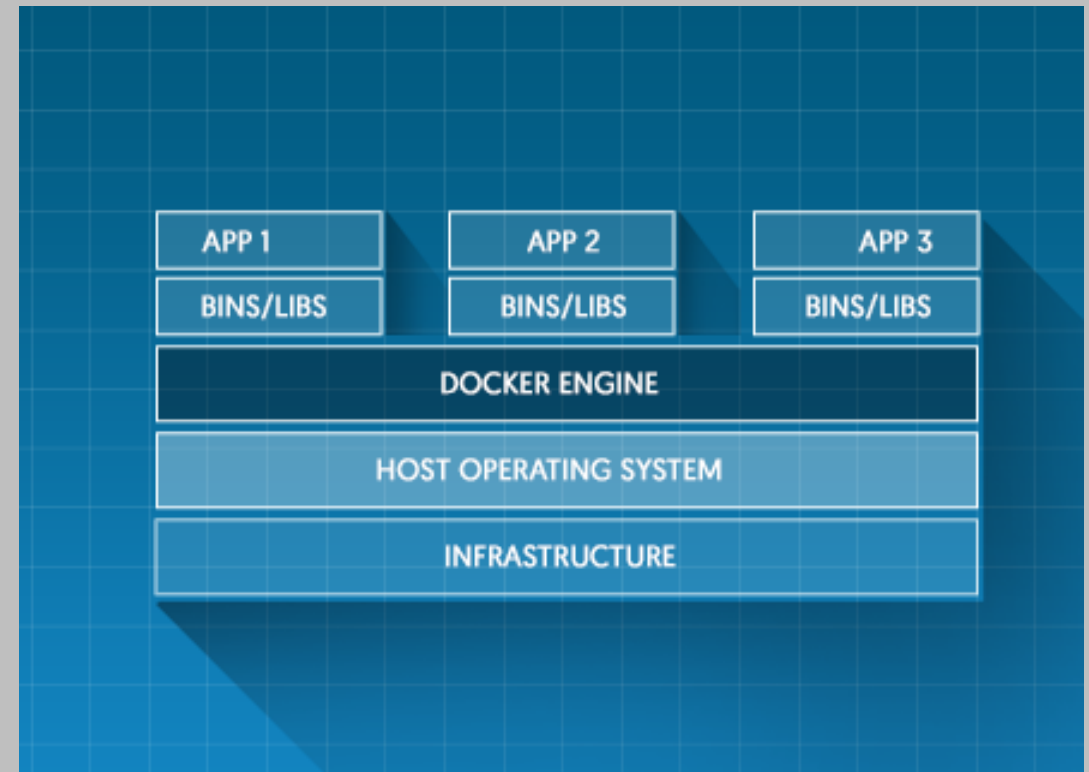 APP 1
APP 2
APP 3
BINS/LIBS
BINS/LIBS
BINS/LIBS
DOCKER ENGINE
HOST OPERATING SYSTEM
INFRASTRUCTURE